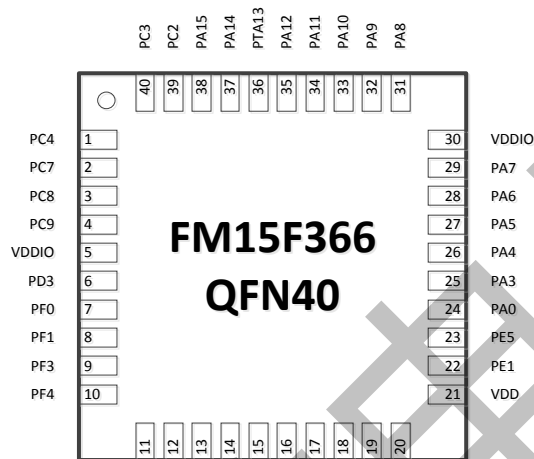 PC3 PC2 PA15 PA14 PTA13 PA12 PA11 PA10 PA9 PA8
40 39 38 37 36 35 34 33 32 31
PC4 1 30 VDDIO
PC7 2 29 PA7
PC8 3 28 PA6
PC9 4 27 PA5
VDDIO 5 26 PA4
PD3 6 25 PA3
PF0 7 24 PA0
PF1 8 23 PE5
PF3 9 22 PE1
PF4 10 21 VDD
FM15F366
QFN40
11 12 13 14 15 16 17 18 19 20